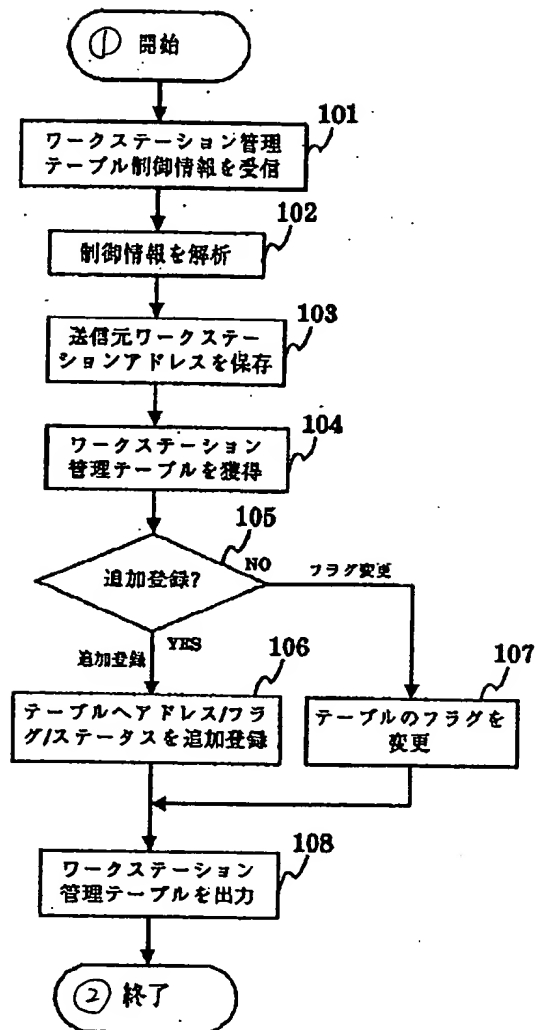 ① 開始
101
ワークステーション管理
テーブル制御情報を受信
102
制御情報を解析
103
送信元ワークステー
ションアドレスを保存
104
ワークステーション
管理テーブルを獲得
105
追加登録?
NO
フラグ変更
YES
追加登録
106
テーブルへアドレス/フラ
グ/ステータスを追加登録
107
テーブルのフラグを
変更
108
ワークステーション
管理テーブルを出力
② 終了